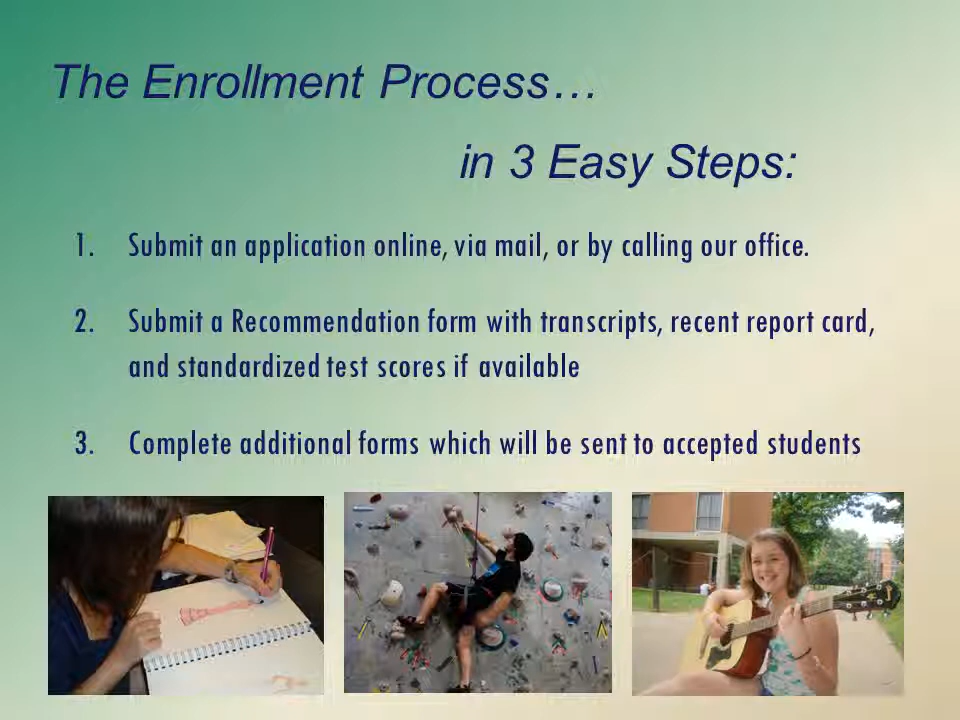 The Enrollment Process…
in 3 Easy Steps:
1. Submit an application online, via mail, or by calling our office.
2. Submit a Recommendation form with transcripts, recent report card,
and standardized test scores if available
3. Complete additional forms which will be sent to accepted students